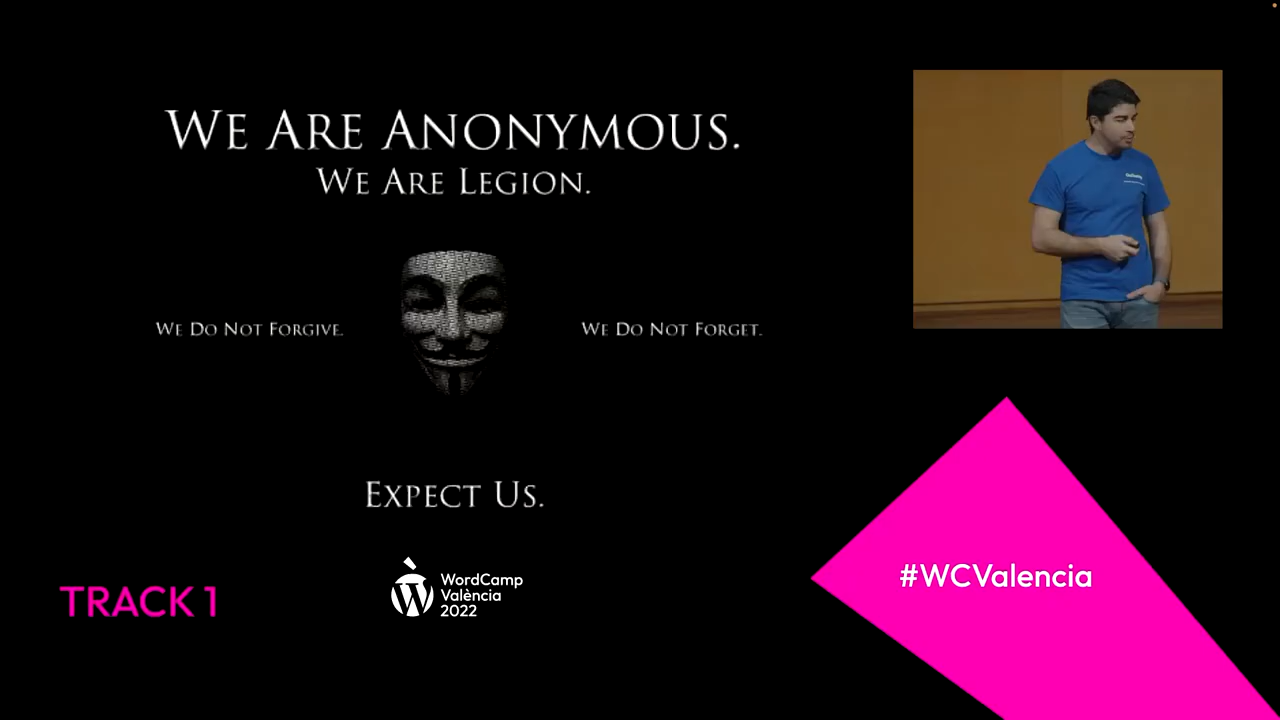 We Are Anonymous.
We Are Legion.
We Do Not Forgive.
We Do Not Forget.
Expect Us.
TRACK 1
WordCamp
València
2022
#WCValencia